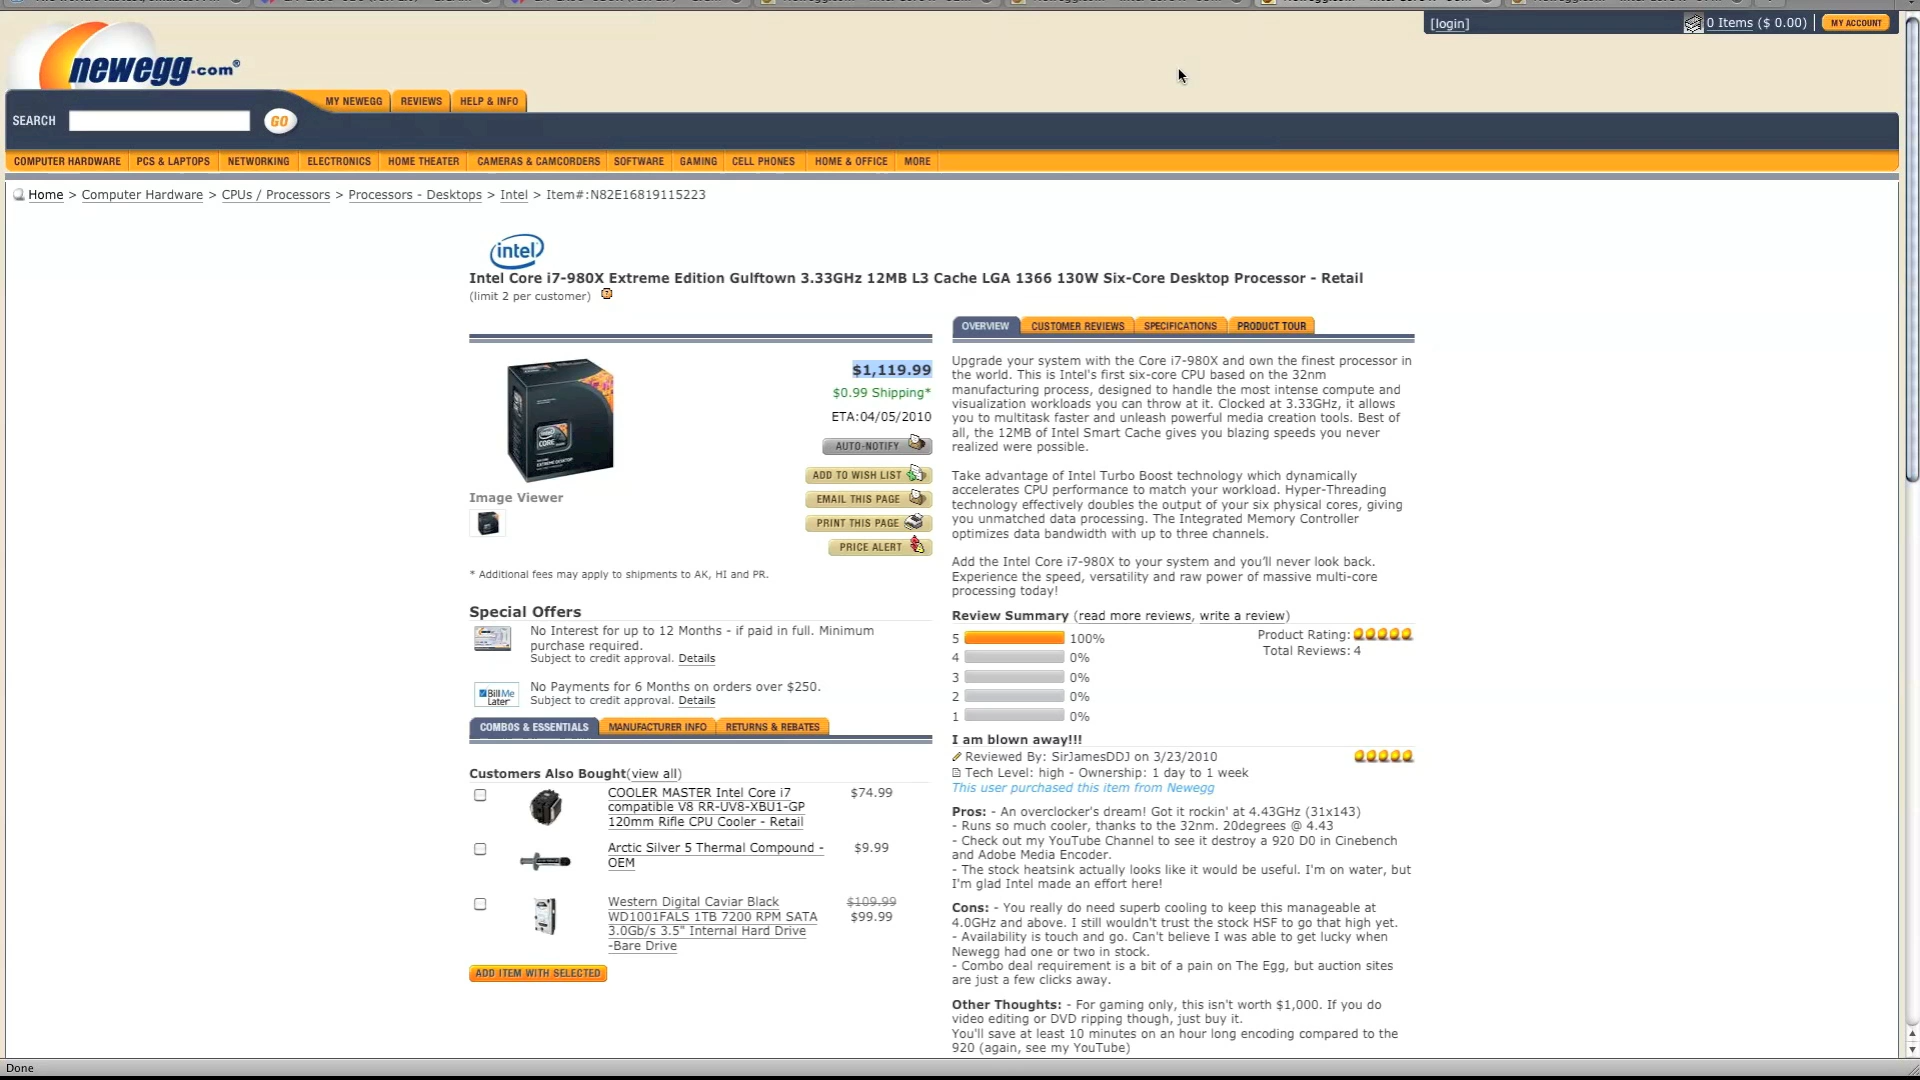 [login]
0 Items ($ 0.00)
MY ACCOUNT
newegg.com®
MY NEWEGG
REVIEWS
HELP & INFO
SEARCH
GO
COMPUTER HARDWARE
PCS & LAPTOPS
NETWORKING
ELECTRONICS
HOME THEATER
CAMERAS & CAMCORDERS
SOFTWARE
GAMING
CELL PHONES
HOME & OFFICE
MORE
Home > Computer Hardware > CPUs / Processors > Processors - Desktops > Intel > Item#:N82E16819115223
intel
Intel Core i7-980X Extreme Edition Gulftown 3.33GHz 12MB L3 Cache LGA 1366 130W Six-Core Desktop Processor - Retail
(limit 2 per customer)
$1,119.99
$0.99 Shipping*
ETA:04/05/2010
AUTO-NOTIFY
ADD TO WISH LIST
EMAIL THIS PAGE
PRINT THIS PAGE
PRICE ALERT
Image Viewer
* Additional fees may apply to shipments to AK, HI and PR.
Special Offers
No Interest for up to 12 Months - if paid in full. Minimum
purchase required.
Subject to credit approval. Details
Bill Me
Later
No Payments for 6 Months on orders over $250.
Subject to credit approval. Details
COMBOS & ESSENTIALS
MANUFACTURER INFO
RETURNS & REBATES
Customers Also Bought(view all)
COOLER MASTER Intel Core i7
compatible V8 RR-UV8-XBU1-GP
120mm Rifle CPU Cooler - Retail
$74.99
Arctic Silver 5 Thermal Compound -
OEM
$9.99
Western Digital Caviar Black
WD1001FALS 1TB 7200 RPM SATA
3.0Gb/s 3.5" Internal Hard Drive
-Bare Drive
$109.99
$99.99
ADD ITEM WITH SELECTED
OVERVIEW
CUSTOMER REVIEWS
SPECIFICATIONS
PRODUCT TOUR
Upgrade your system with the Core i7-980X and own the finest processor in
the world. This is Intel's first six-core CPU based on the 32nm
manufacturing process, designed to handle the most intense compute and
visualization workloads you can throw at it. Clocked at 3.33GHz, it allows
you to multitask faster and unleash powerful media creation tools. Best of
all, the 12MB of Intel Smart Cache gives you blazing speeds you never
realized were possible.
Take advantage of Intel Turbo Boost technology which dynamically
accelerates CPU performance to match your workload. Hyper-Threading
technology effectively doubles the output of your six physical cores, giving
you unmatched data processing. The Integrated Memory Controller
optimizes data bandwidth with up to three channels.
Add the Intel Core i7-980X to your system and you'll never look back.
Experience the speed, versatility and raw power of massive multi-core
processing today!
Review Summary (read more reviews, write a review)
5 100%
4 0%
3 0%
2 0%
1 0%
Product Rating:
Total Reviews: 4
I am blown away!!!
Reviewed By: SirJamesDDJ on 3/23/2010
Tech Level: high - Ownership: 1 day to 1 week
This user purchased this item from Newegg
Pros: - An overclocker's dream! Got it rockin' at 4.43GHz (31x143)
- Runs so much cooler, thanks to the 32nm. 20degrees @ 4.43
- Check out my YouTube Channel to see it destroy a 920 D0 in Cinebench
and Adobe Media Encoder.
- The stock heatsink actually looks like it would be useful. I'm on water, but
I'm glad Intel made an effort here!
Cons: - You really do need superb cooling to keep this manageable at
4.0GHz and above. I still wouldn't trust the stock HSF to go that high yet.
- Availability is touch and go. Can't believe I was able to get lucky when
Newegg had one or two in stock.
- Combo deal requirement is a bit of a pain on The Egg, but auction sites
are just a few clicks away.
Other Thoughts: - For gaming only, this isn't worth $1,000. If you do
video editing or DVD ripping though, just buy it.
You'll save at least 10 minutes on an hour long encoding compared to the
920 (again, see my YouTube)
Done